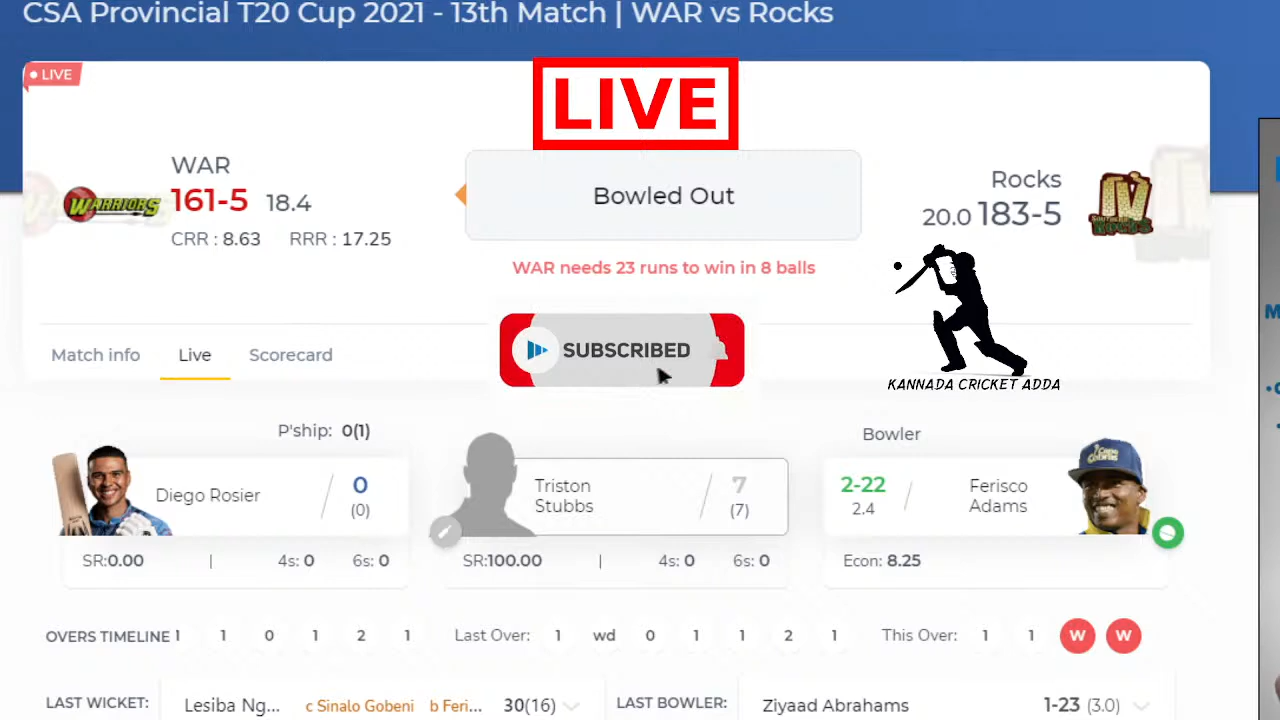 CSA Provincial T20 Cup 2021 - 13th Match | WAR vs Rocks
LIVE
LIVE
WAR
WARRIORS 161-5 18.4
CRR : 8.63 RRR : 17.25
Bowled Out
WAR needs 23 runs to win in 8 balls
Rocks
20.0 183-5
SOUTHERN ROCKS
Match info Live Scorecard
SUBSCRIBED
KANNADA CRICKET ADDA
P'ship: 0(1)
Diego Rosier 0
(0)
SR:0.00 | 4s: 0 6s: 0
Triston Stubbs 7
(7)
SR:100.00 | 4s: 0 6s: 0
Bowler
2-22
2.4
Ferisco Adams
Econ: 8.25
OVERS TIMELINE 1 1 0 1 2 1 Last Over: 1 wd 0 1 1 2 1 This Over: 1 1 W W
LAST WICKET: Lesiba Ng... c Sinalo Gobeni b Feri... 30(16) LAST BOWLER: Ziyaad Abrahams 1-23 (3.0)